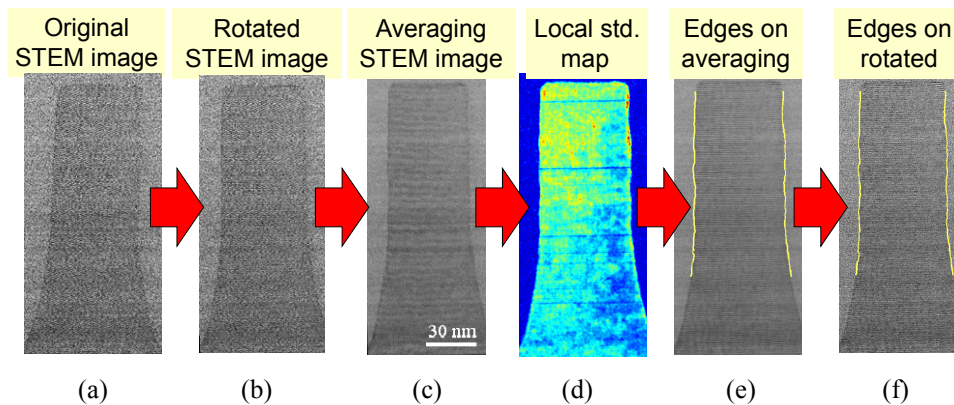 Original
STEM image
Rotated
STEM image
Averaging
STEM image
Local std.
map
Edges on
averaging
Edges on
rotated
30 nm
(a)
(b)
(c)
(d)
(e)
(f)